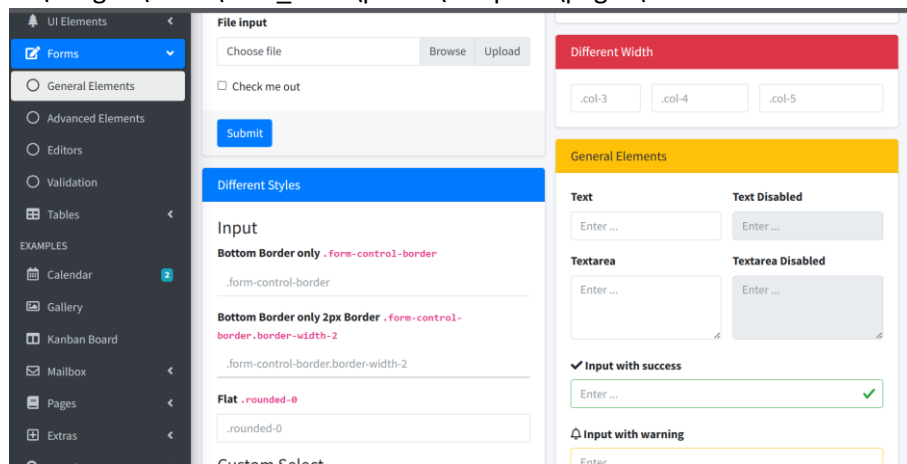 UI Elements
Forms
General Elements
Advanced Elements
Editors
Validation
Tables
EXAMPLES
Calendar 2
Gallery
Kanban Board
Mailbox
Pages
Extras
File input
Choose file Browse Upload
Check me out
Submit
Different Styles
Input
Bottom Border only .form-control-border
.form-control-border
Bottom Border only 2px Border .form-control-
border.border-width-2
.form-control-border.border-width-2
Flat .rounded-0
.rounded-0
Custom Select
Different Width
.col-3 .col-4 .col-5
General Elements
Text Text Disabled
Enter ... Enter ...
Textarea Textarea Disabled
Enter ... Enter ...
Input with success
Enter ...
Input with warning
Enter